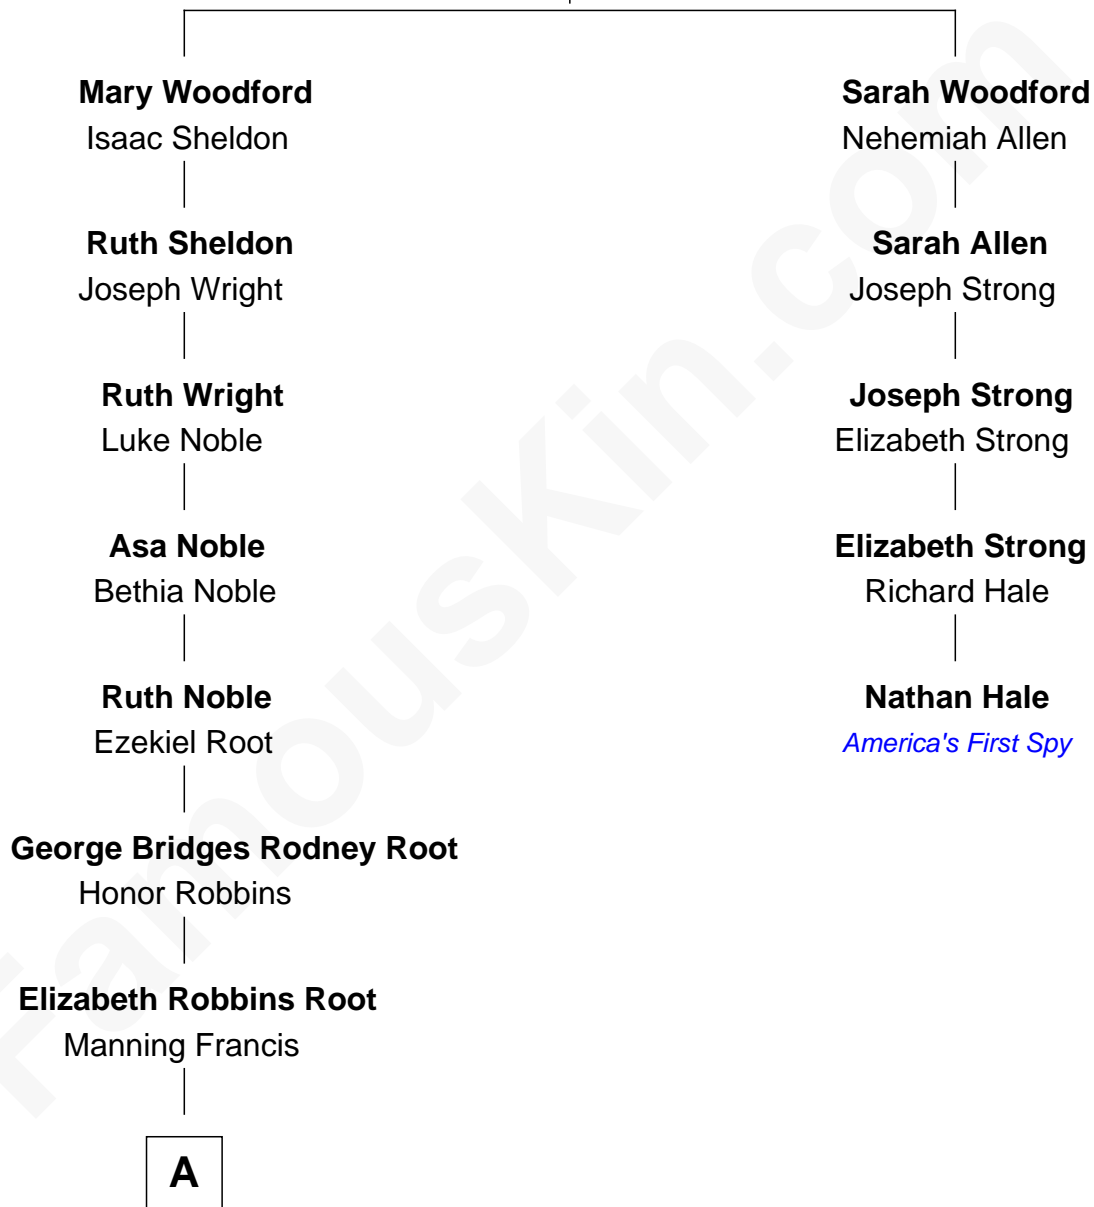 Mary Woodford
Isaac Sheldon
Sarah Woodford
Nehemiah Allen
Ruth Sheldon
Joseph Wright
Sarah Allen
Joseph Strong
Ruth Wright
Luke Noble
Joseph Strong
Elizabeth Strong
Asa Noble
Bethia Noble
Elizabeth Strong
Richard Hale
Ruth Noble
Ezekiel Root
Nathan Hale
America's First Spy
George Bridges Rodney Root
Honor Robbins
Elizabeth Robbins Root
Manning Francis
A
FamousKin.com